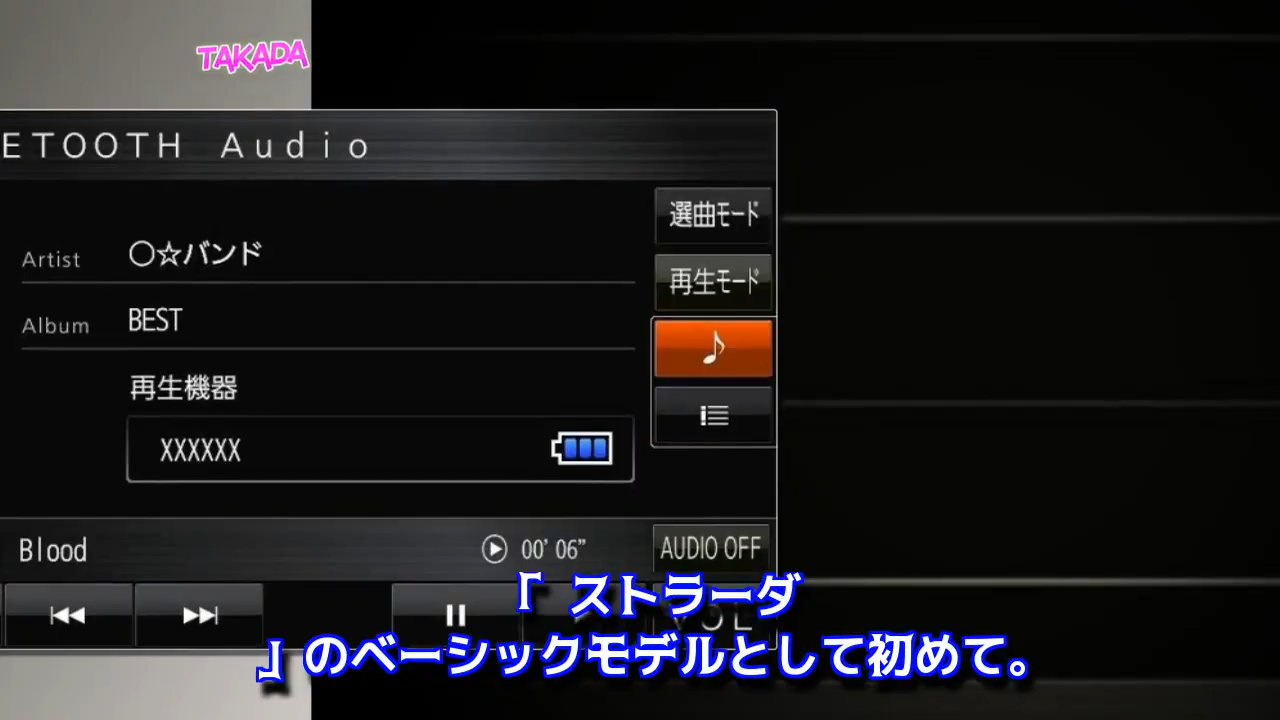 TAKADA
ETOOTH Audio
選曲モード
Artist ○☆バンド
再生モード
Album BEST
再生機器
XXXXXX
Blood 00' 06” AUDIO OFF
VOL
『 ストラーダ
』のベーシックモデルとして初めて。